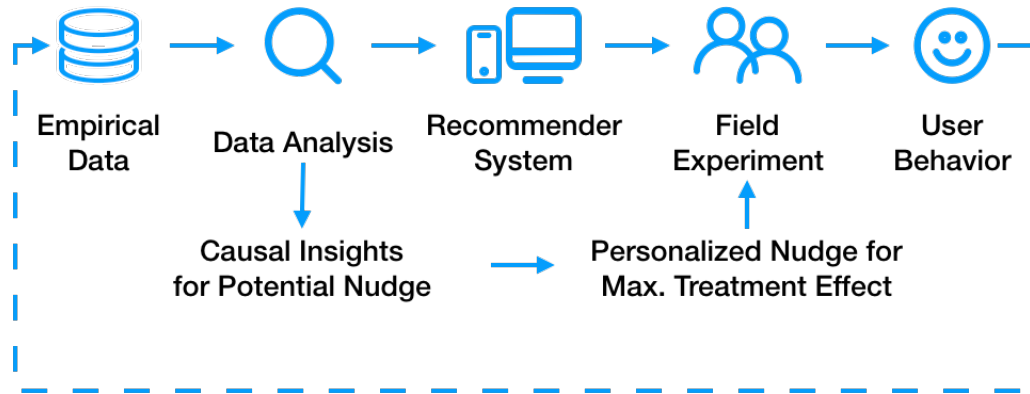 Empirical
Data
Data Analysis
Recommender
System
Field
Experiment
User
Behavior
Causal Insights
for Potential Nudge
Personalized Nudge for
Max. Treatment Effect